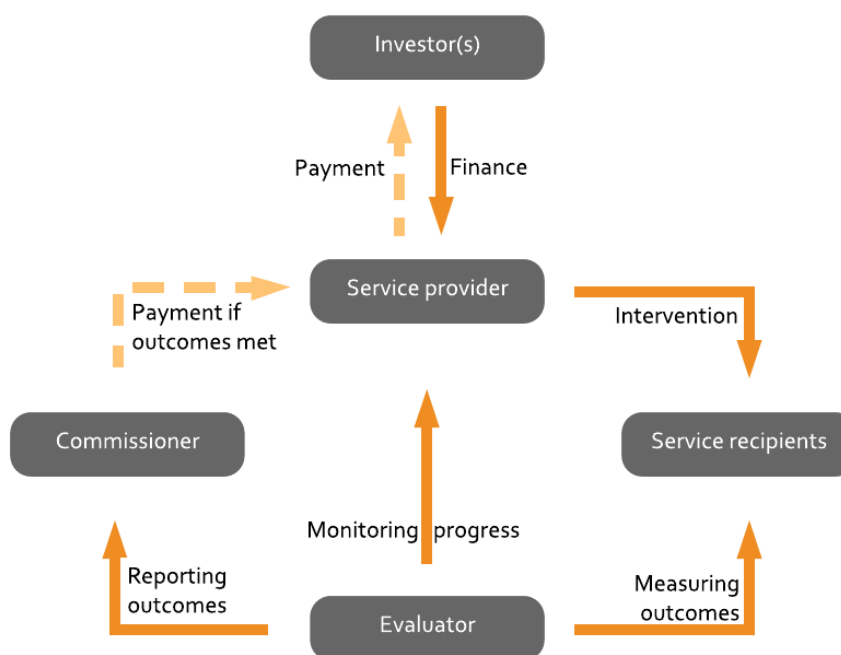 Investor(s)
Payment
Finance
Service provider
Payment if
outcomes met
Intervention
Commissioner
Service recipients
Monitoring progress
Reporting
outcomes
Measuring
outcomes
Evaluator